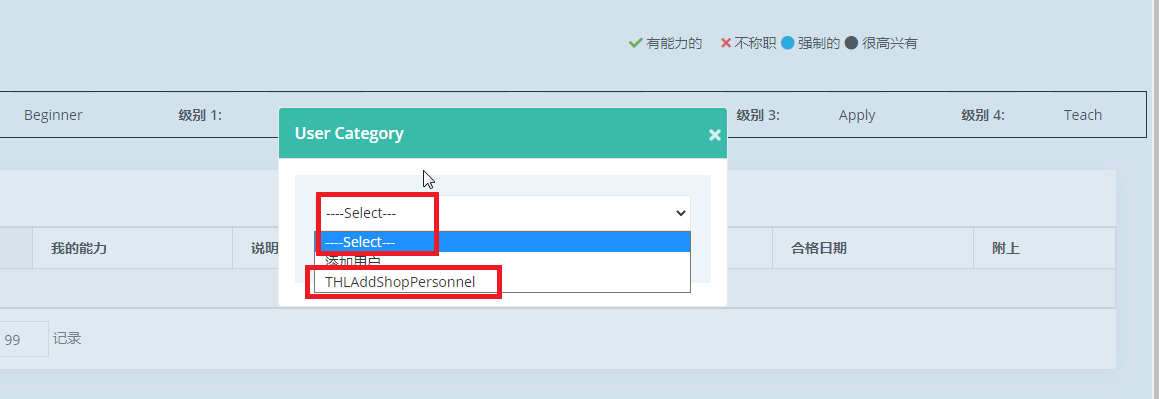 有能力的 不称职 强制的 很高兴有
Beginner 级别 1: 级别 3: Apply 级别 4: Teach
User Category
----Select---
我的能力 说明 合格日期 附上
----Select---
添加用户
THLAddShopPersonnel
99 记录